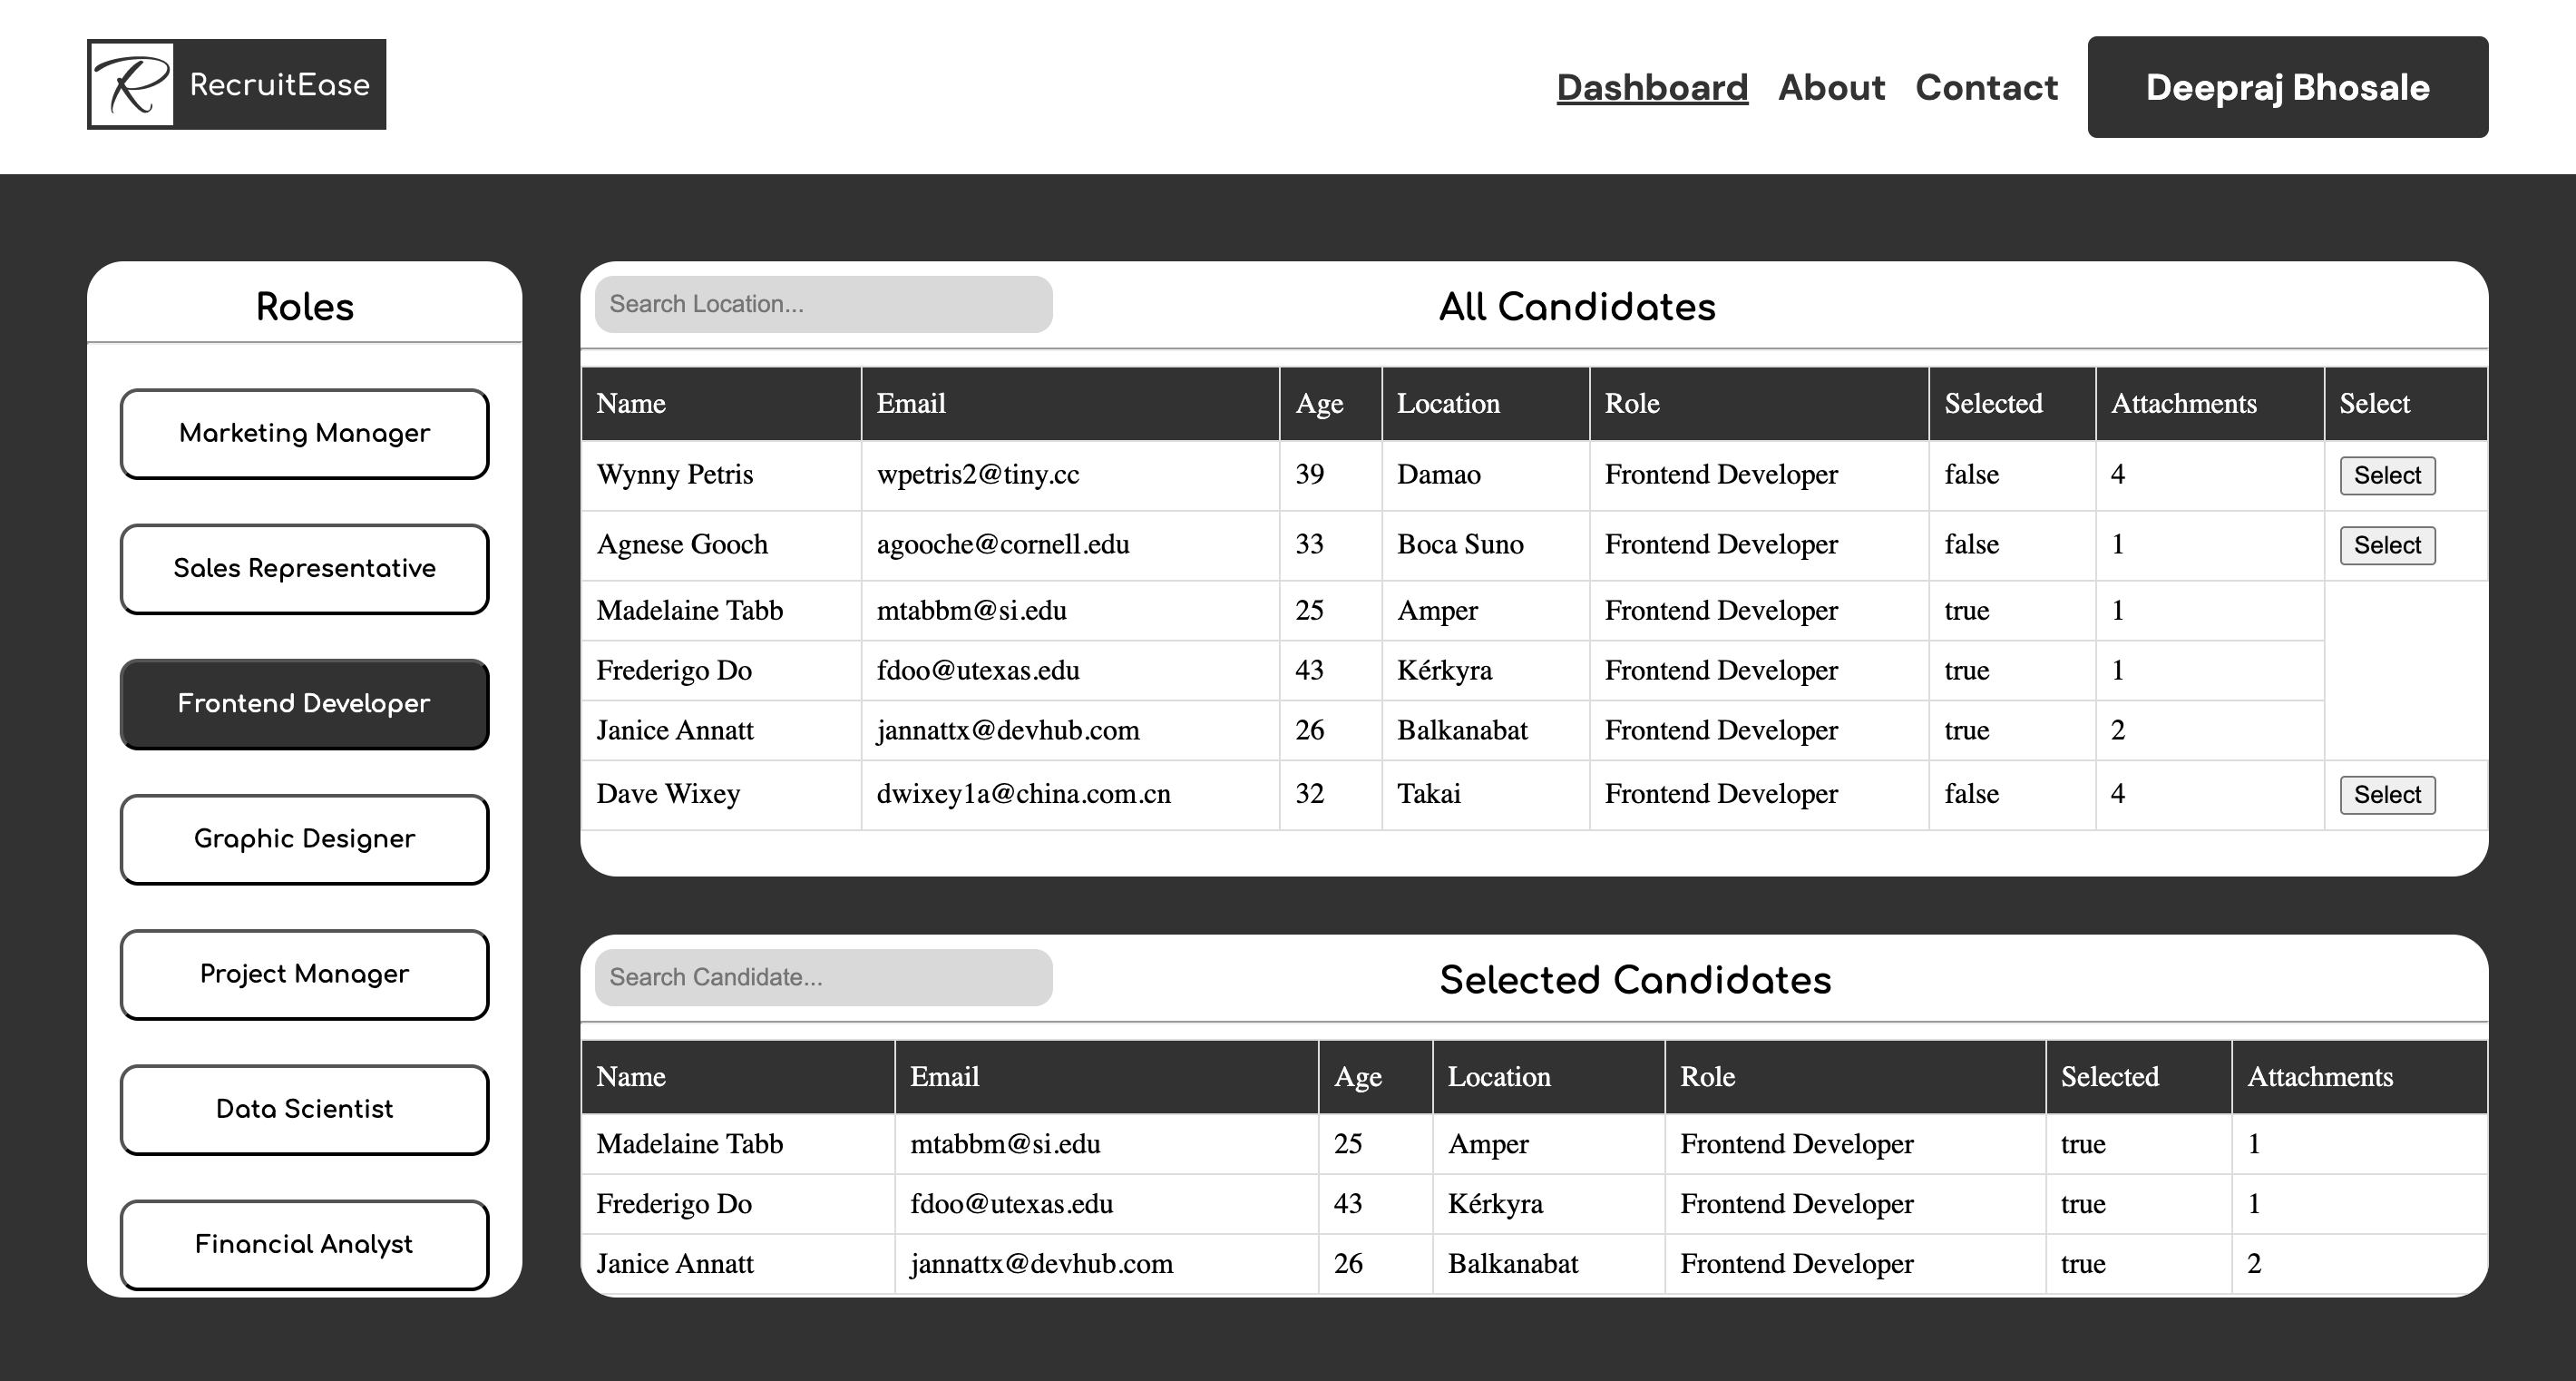 R RecruitEase
Dashboard About Contact Deepraj Bhosale
Roles
Marketing Manager
Sales Representative
Frontend Developer
Graphic Designer
Project Manager
Data Scientist
Financial Analyst
Search Location... All Candidates
Name Email Age Location Role Selected Attachments Select
Wynny Petris wpetris2@tiny.cc 39 Damao Frontend Developer false 4 Select
Agnese Gooch agooche@cornell.edu 33 Boca Suno Frontend Developer false 1 Select
Madelaine Tabb mtabbm@si.edu 25 Amper Frontend Developer true 1
Frederigo Do fdoo@utexas.edu 43 Kérkyra Frontend Developer true 1
Janice Annatt jannattx@devhub.com 26 Balkanabat Frontend Developer true 2
Dave Wixey dwixey1a@china.com.cn 32 Takai Frontend Developer false 4 Select
Search Candidate... Selected Candidates
Name Email Age Location Role Selected Attachments
Madelaine Tabb mtabbm@si.edu 25 Amper Frontend Developer true 1
Frederigo Do fdoo@utexas.edu 43 Kérkyra Frontend Developer true 1
Janice Annatt jannattx@devhub.com 26 Balkanabat Frontend Developer true 2